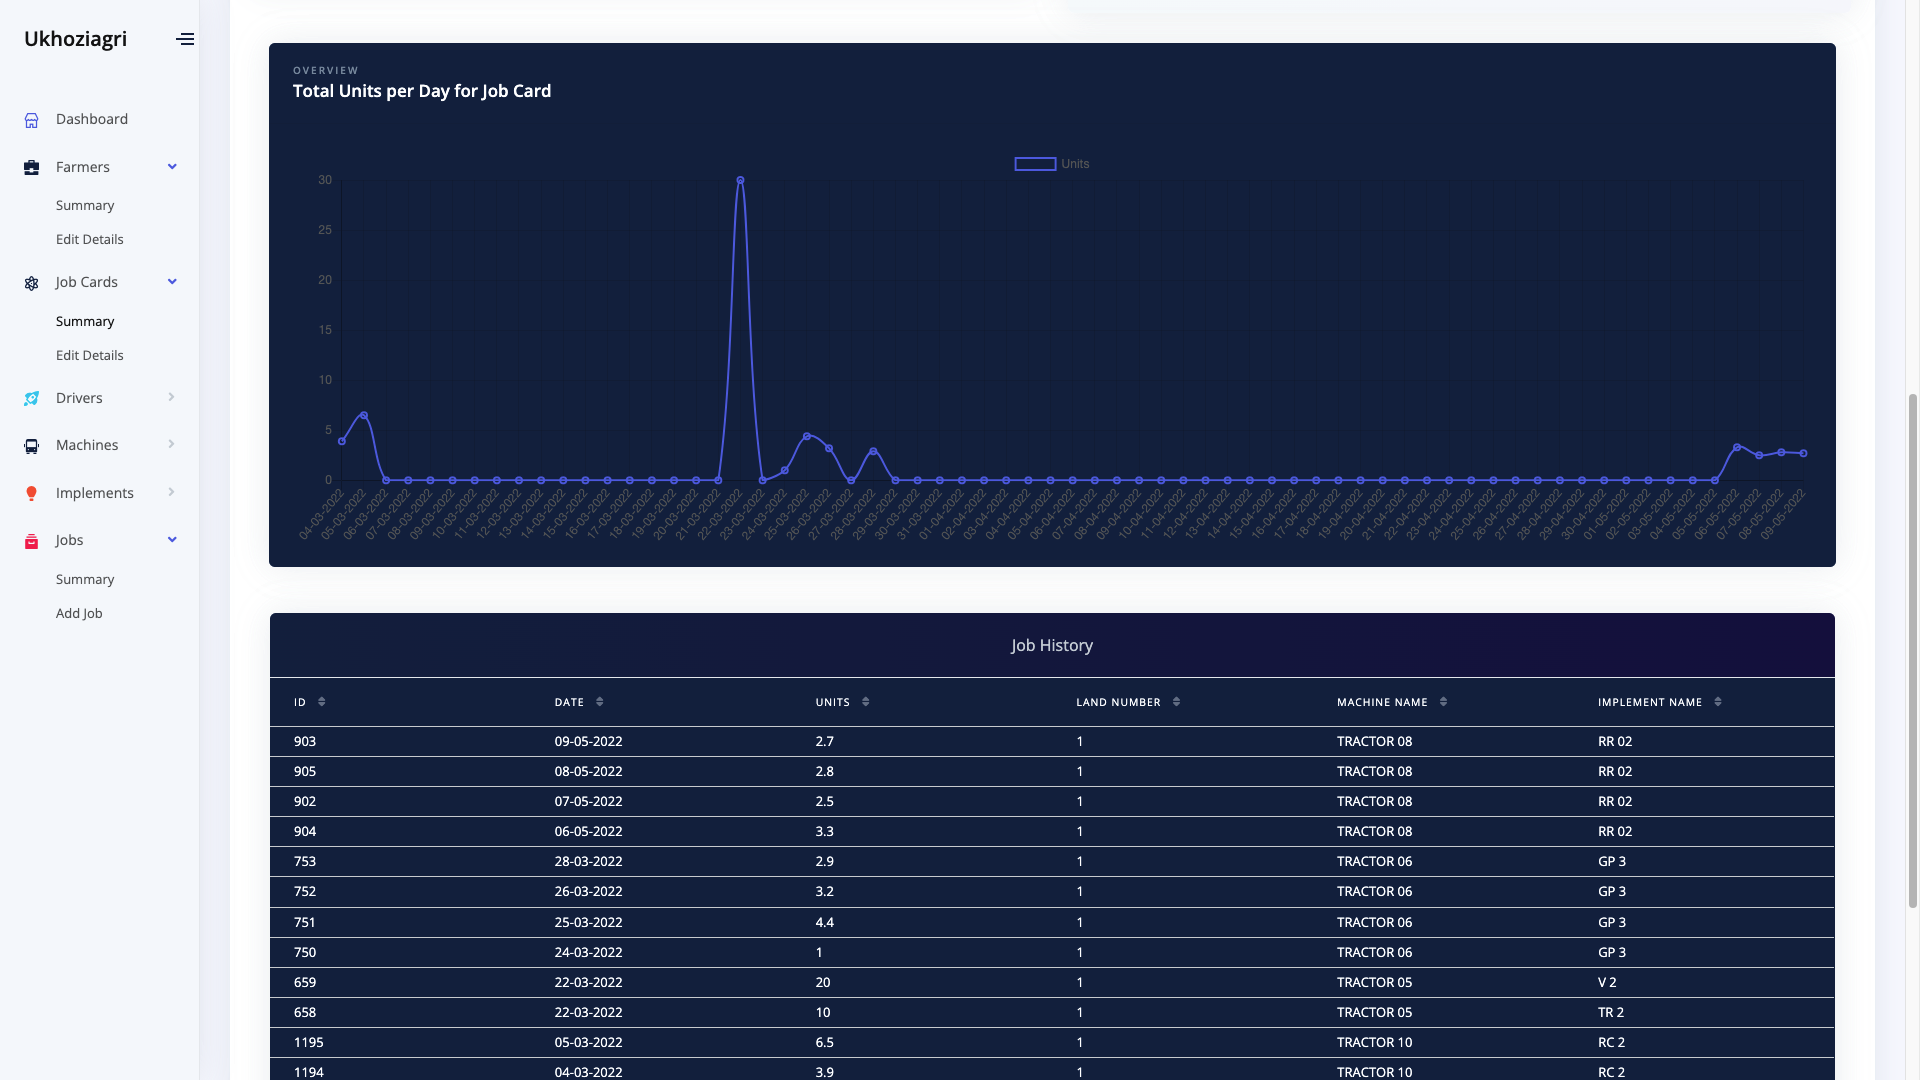 Ukhoziagri
Dashboard
Farmers
Summary
Edit Details
Job Cards
Summary
Edit Details
Drivers
Machines
Implements
Jobs
Summary
Add Job
OVERVIEW
Total Units per Day for Job Card
Units
30
25
20
15
10
5
0
04-03-2022 05-03-2022 06-03-2022 07-03-2022 08-03-2022 09-03-2022 10-03-2022 11-03-2022 12-03-2022 13-03-2022 14-03-2022 15-03-2022 16-03-2022 17-03-2022 18-03-2022 19-03-2022 20-03-2022 21-03-2022 22-03-2022 23-03-2022 24-03-2022 25-03-2022 26-03-2022 27-03-2022 28-03-2022 29-03-2022 30-03-2022 31-03-2022 01-04-2022 02-04-2022 03-04-2022 04-04-2022 05-04-2022 06-04-2022 07-04-2022 08-04-2022 09-04-2022 10-04-2022 11-04-2022 12-04-2022 13-04-2022 14-04-2022 15-04-2022 16-04-2022 17-04-2022 18-04-2022 19-04-2022 20-04-2022 21-04-2022 22-04-2022 23-04-2022 24-04-2022 25-04-2022 26-04-2022 27-04-2022 28-04-2022 29-04-2022 30-04-2022 01-05-2022 02-05-2022 03-05-2022 04-05-2022 05-05-2022 06-05-2022 07-05-2022 08-05-2022 09-05-2022
Job History
ID DATE UNITS LAND NUMBER MACHINE NAME IMPLEMENT NAME
903 09-05-2022 2.7 1 TRACTOR 08 RR 02
905 08-05-2022 2.8 1 TRACTOR 08 RR 02
902 07-05-2022 2.5 1 TRACTOR 08 RR 02
904 06-05-2022 3.3 1 TRACTOR 08 RR 02
753 28-03-2022 2.9 1 TRACTOR 06 GP 3
752 26-03-2022 3.2 1 TRACTOR 06 GP 3
751 25-03-2022 4.4 1 TRACTOR 06 GP 3
750 24-03-2022 1 1 TRACTOR 06 GP 3
659 22-03-2022 20 1 TRACTOR 05 V 2
658 22-03-2022 10 1 TRACTOR 05 TR 2
1195 05-03-2022 6.5 1 TRACTOR 10 RC 2
1194 04-03-2022 3.9 1 TRACTOR 10 RC 2